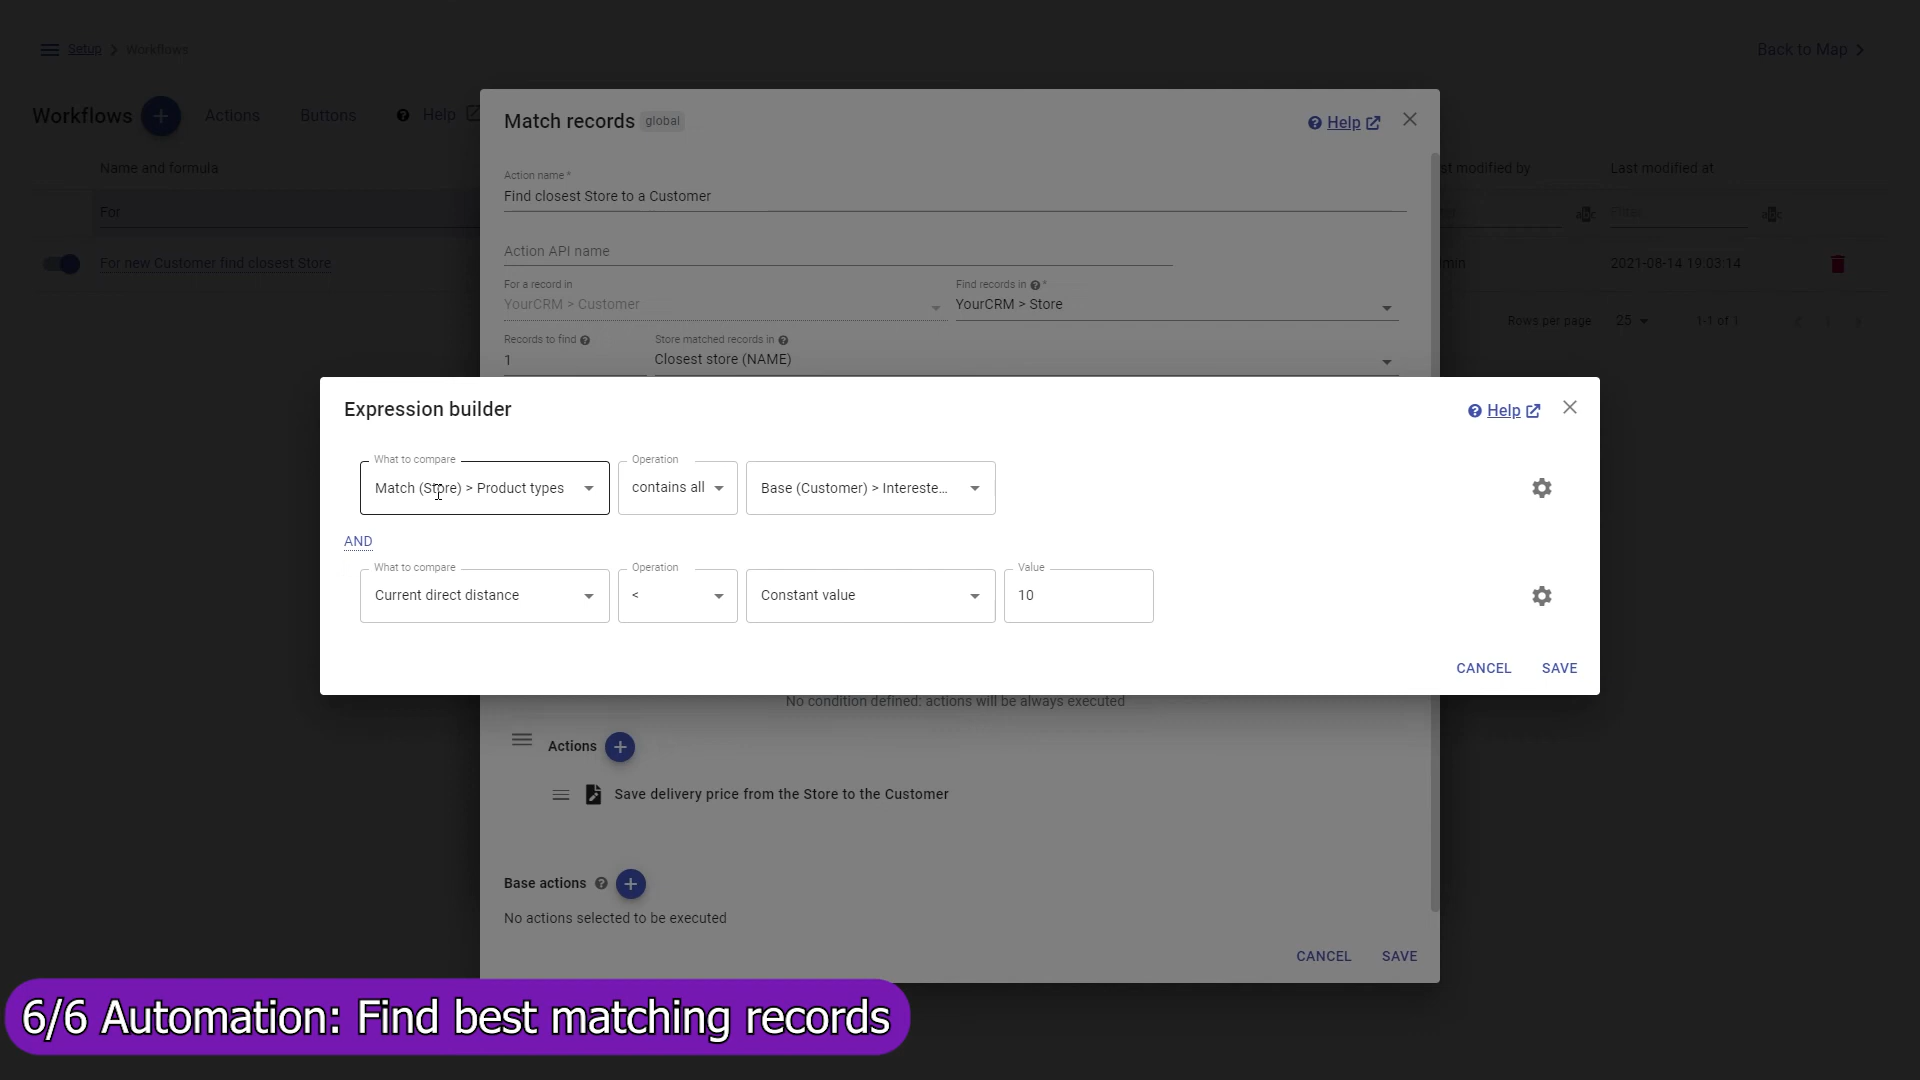 Setup > Workflows
Back to Map >
Workflows + Actions Buttons Help
Name and formula
For
For new Customer find closest Store
st modified by
Last modified at
Filter
min
2021-08-14 19:03:14
Rows per page 25 1-1 of 1
Match records global
Help
Action name *
Find closest Store to a Customer
Action API name
For a record in
YourCRM > Customer
Find records in *
YourCRM > Store
Records to find
1
Store matched records in
Closest store (NAME)
Expression builder
Help
What to compare
Match (Store) > Product types
Operation
contains all
Base (Customer) > Intereste...
AND
What to compare
Current direct distance
Operation
<
Constant value
Value
10
CANCEL SAVE
No condition defined: actions will be always executed
Actions +
Save delivery price from the Store to the Customer
Base actions +
No actions selected to be executed
CANCEL SAVE
6/6 Automation: Find best matching records